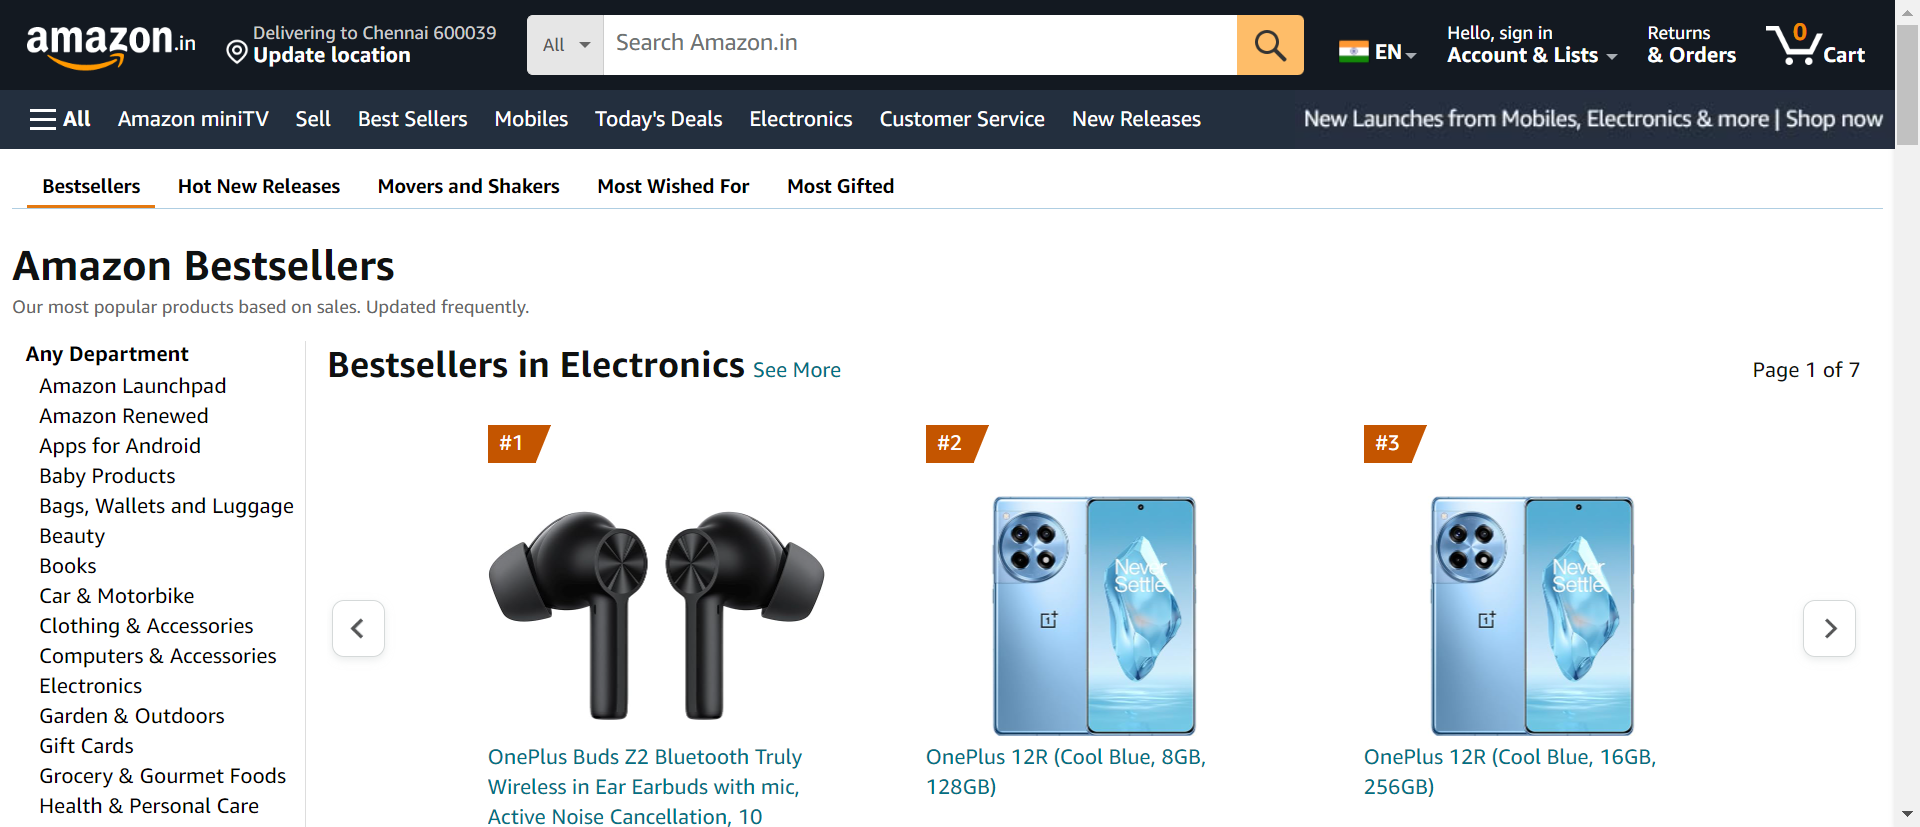 amazon.in
Delivering to Chennai 600039
Update location
All
Search Amazon.in
EN
Hello, sign in
Account & Lists
Returns
& Orders
0
Cart
All
Amazon miniTV
Sell
Best Sellers
Mobiles
Today's Deals
Electronics
Customer Service
New Releases
New Launches from Mobiles, Electronics & more | Shop now
Bestsellers
Hot New Releases
Movers and Shakers
Most Wished For
Most Gifted
Amazon Bestsellers
Our most popular products based on sales. Updated frequently.
Any Department
Amazon Launchpad
Amazon Renewed
Apps for Android
Baby Products
Bags, Wallets and Luggage
Beauty
Books
Car & Motorbike
Clothing & Accessories
Computers & Accessories
Electronics
Garden & Outdoors
Gift Cards
Grocery & Gourmet Foods
Health & Personal Care
Bestsellers in Electronics See More
Page 1 of 7
#1
OnePlus Buds Z2 Bluetooth Truly
Wireless in Ear Earbuds with mic,
Active Noise Cancellation, 10
#2
Never
Settle
OnePlus 12R (Cool Blue, 8GB,
128GB)
#3
Never
Settle
OnePlus 12R (Cool Blue, 16GB,
256GB)